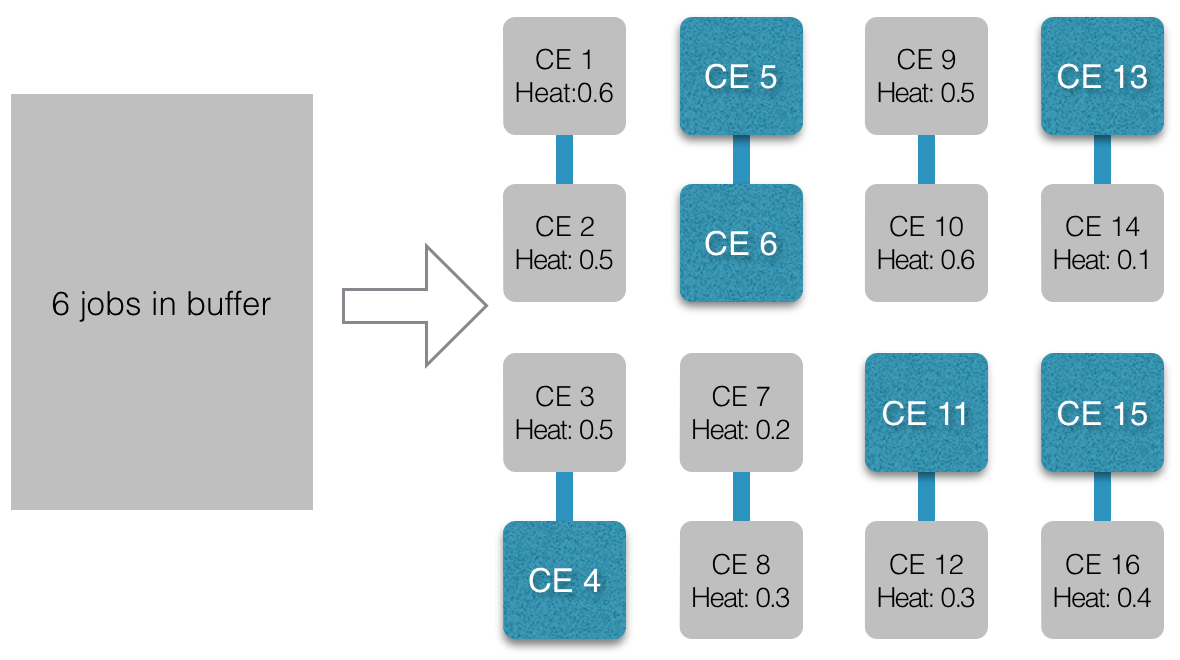 6 jobs in buffer
CE 1
Heat:0.6
CE 2
Heat: 0.5
CE 3
Heat: 0.5
CE 4
CE 5
CE 6
CE 7
Heat: 0.2
CE 8
Heat: 0.3
CE 9
Heat: 0.5
CE 10
Heat: 0.6
CE 11
CE 12
Heat: 0.3
CE 13
CE 14
Heat: 0.1
CE 15
CE 16
Heat: 0.4